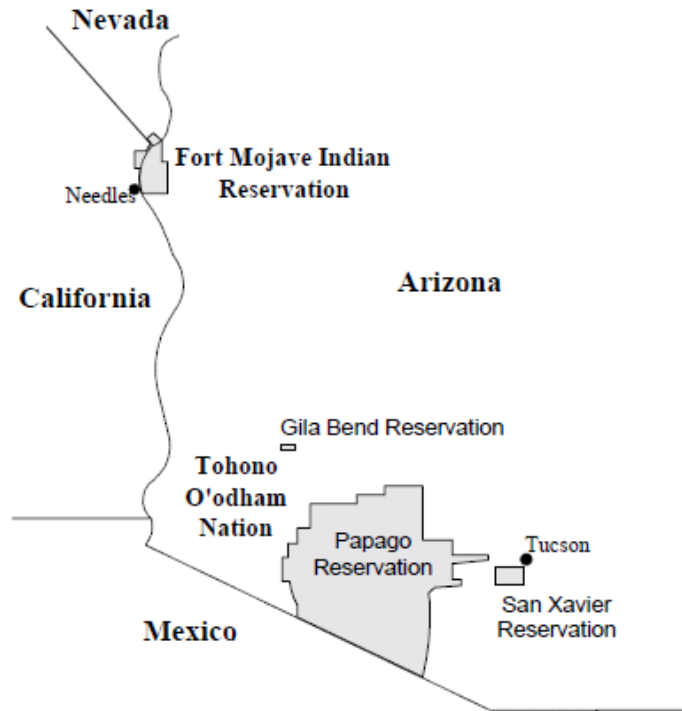 Nevada
Fort Mojave Indian
Reservation
Needles
California
Arizona
Gila Bend Reservation
Tohono
O'odham
Nation
Papago
Reservation
Tucson
San Xavier
Reservation
Mexico